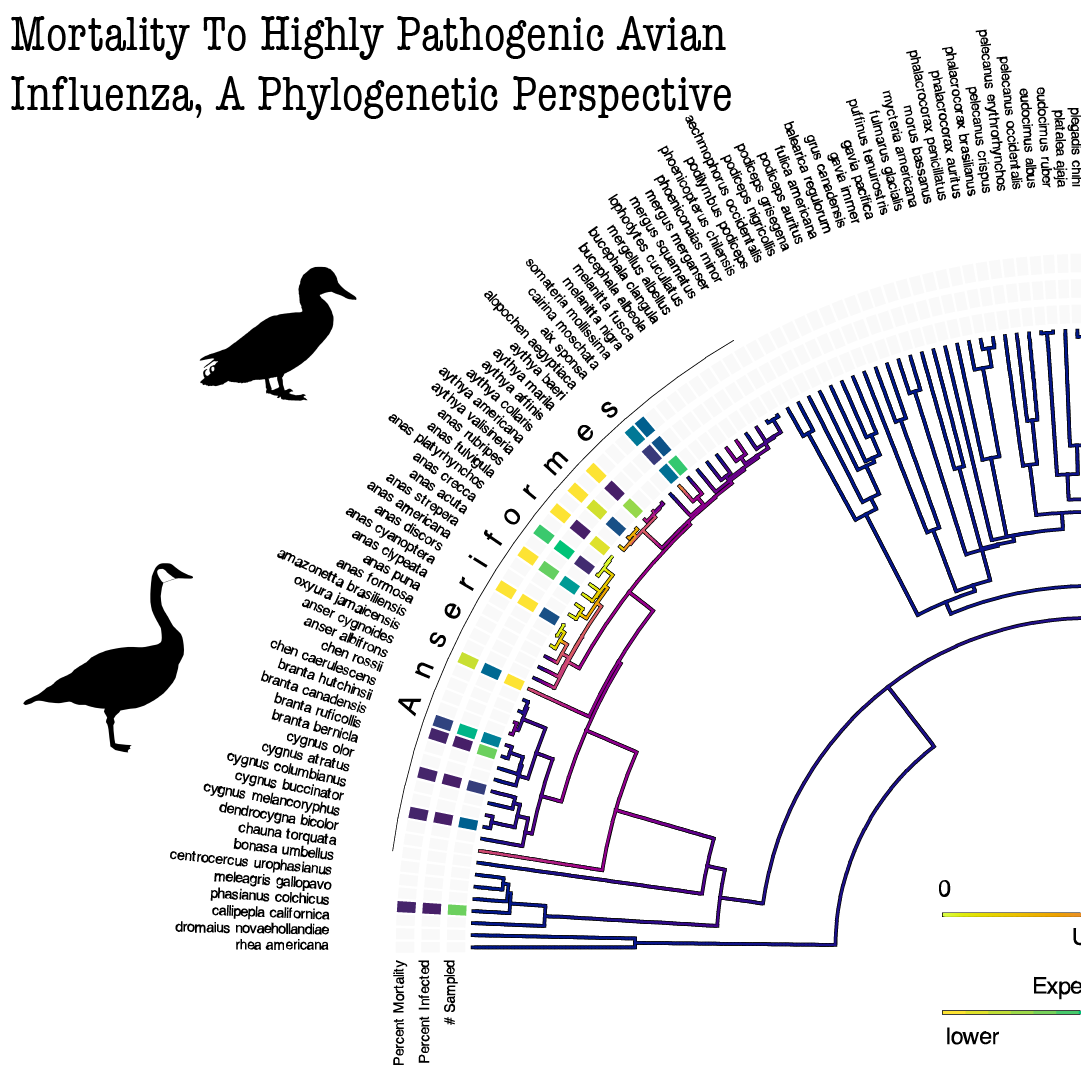 Mortality To Highly Pathogenic Avian
Influenza, A Phylogenetic Perspective
plegadis chihi
platalea ajaja
eudocimus ruber
eudocimus albus
pelecanus occidentalis
pelecanus erythrorhynchos
pelecanus crispus
phalacrocorax brasilianus
phalacrocorax auritus
phalacrocorax penicillatus
morus bassanus
mycteria americana
fulmarus glacialis
puffinus tenuirostris
gavia pacifica
gavia immer
grus canadensis
balearica regulorum
fulica americana
podiceps auritus
podiceps grisegena
podiceps nigricollis
aechmophorus occidentalis
podilymbus podiceps
phoenicopterus chilensis
phoeniconaias minor
mergus merganser
mergus squamatus
lophodytes cucullatus
mergellus albellus
bucephala clangula
bucephala albeola
melanitta fusca
melanitta nigra
somateria mollissima
cairina moschata
aix sponsa
alopochen aegyptiaca
aythya baeri
aythya marila
aythya affinis
aythya collaris
aythya americana
aythya valisineria
anas rubripes
anas fulvigula
anas platyrhynchos
anas crecca
anas acuta
anas strepera
anas americana
anas discors
anas cyanoptera
anas clypeata
anas puna
anas formosa
amazonetta brasiliensis
oxyura jamaicensis
anser cygnoides
anser albifrons
chen rossii
chen caerulescens
branta hutchinsii
branta canadensis
branta ruficollis
branta bernicla
cygnus olor
cygnus atratus
cygnus columbianus
cygnus buccinator
cygnus melancoryphus
dendrocygna bicolor
chauna torquata
bonasa umbellus
centrocercus urophasianus
meleagris gallopavo
phasianus colchicus
callipepla californica
dromaius novaehollandiae
rhea americana
Anseriformes
Percent Mortality
Percent Infected
# Sampled
0
U
Expe
lower